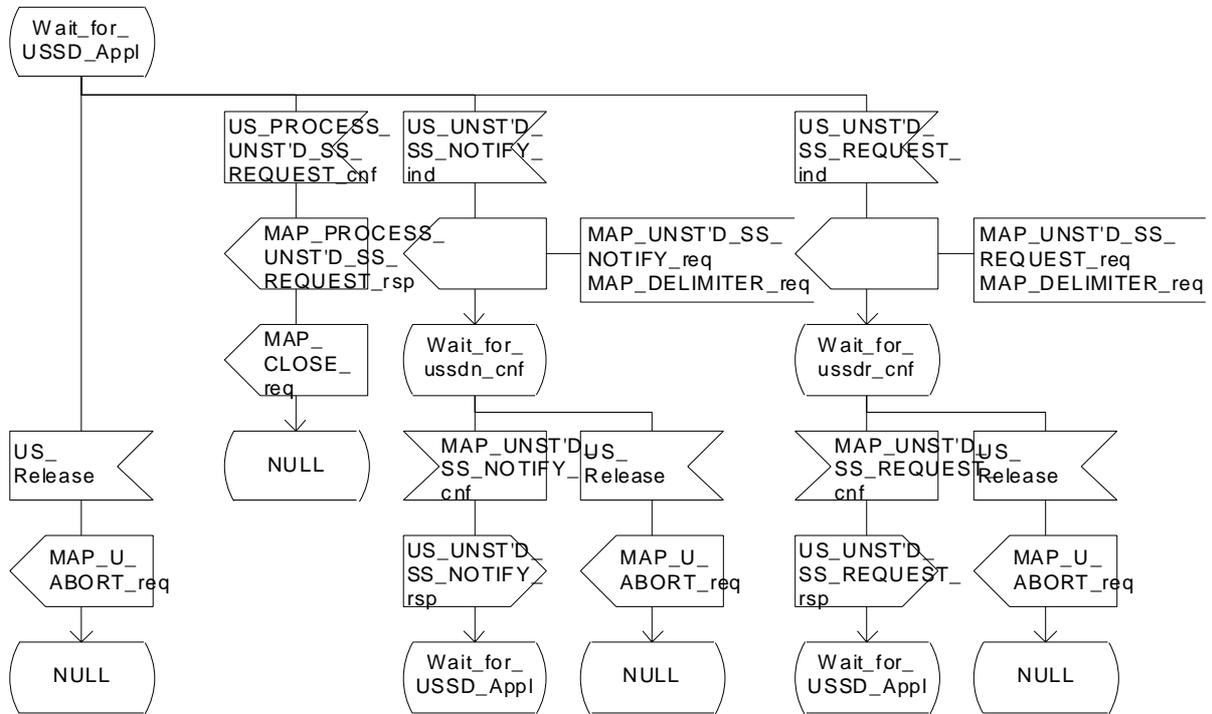 Wait_for_
USSD_Appl
US_PROCESS_
UNST'D_SS_
REQUEST_cnf
US_UNST'D_
SS_NOTIFY_
ind
US_UNST'D_
SS_REQUEST_
ind
MAP_PROCESS_
UNST'D_SS_
REQUEST_rsp
MAP_UNST'D_SS_
NOTIFY_req
MAP_DELIMITER_req
MAP_UNST'D_SS_
REQUEST_req
MAP_DELIMITER_req
MAP_
CLOSE_
req
Wait_for_
ussdn_cnf
Wait_for_
ussdr_cnf
US_
Release
NULL
MAP_UNST'D_
SS_NOTIFY_
cnf
US_
Release
MAP_UNST'D_
SS_REQUEST_
cnf
US_
Release
MAP_U_
ABORT_req
US_UNST'D_
SS_NOTIFY_
rsp
MAP_U_
ABORT_req
US_UNST'D_
SS_REQUEST_
rsp
MAP_U_
ABORT_req
NULL
Wait_for_
USSD_Appl
NULL
Wait_for_
USSD_Appl
NULL